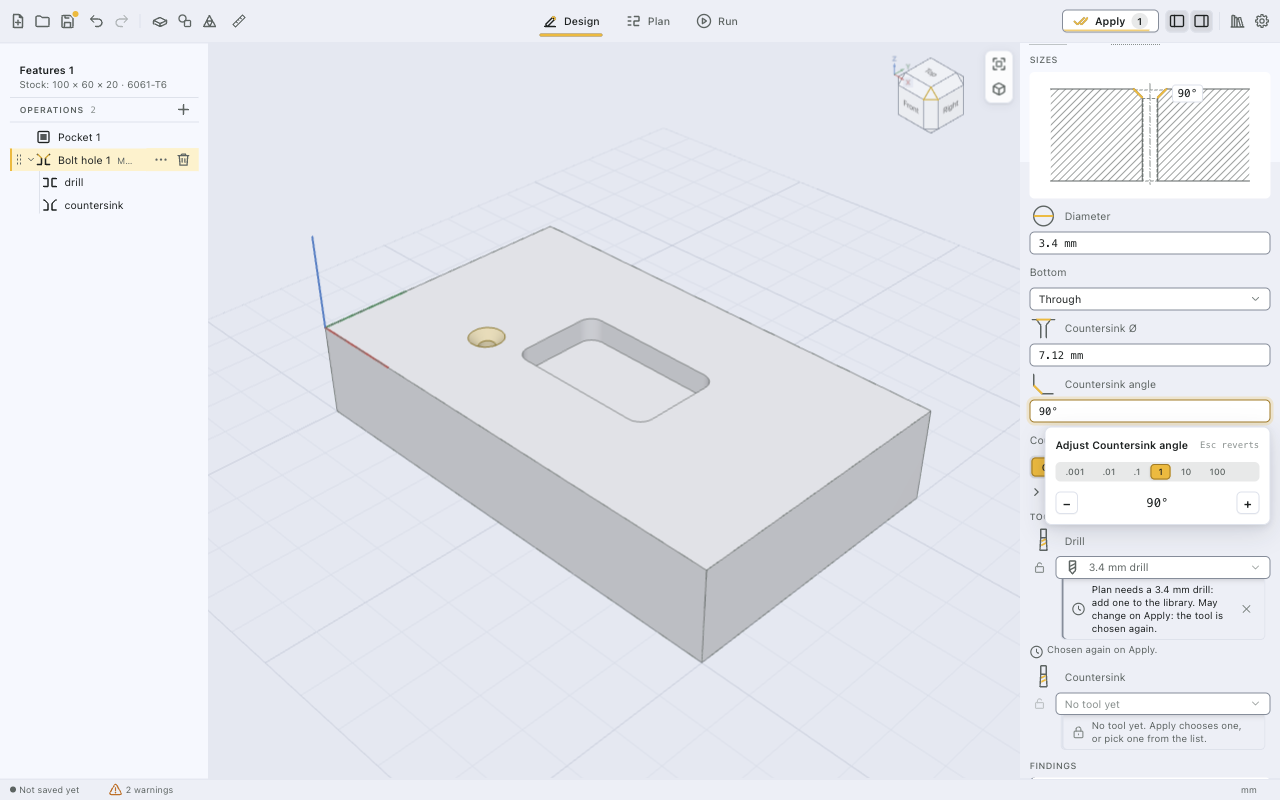 Design
Plan
Run
Apply 1
Features 1
Stock: 100 × 60 × 20 · 6061-T6
OPERATIONS 2
Pocket 1
Bolt hole 1 M...
drill
countersink
Z
X
Top
Front
Right
SIZES
90°
Diameter
3.4 mm
Bottom
Through
Countersink Ø
7.12 mm
Countersink angle
90°
Adjust Countersink angle Esc reverts
.001 .01 .1 1 10 100
− 90° +
Drill
3.4 mm drill
Plan needs a 3.4 mm drill:
add one to the library. May
change on Apply: the tool is
chosen again.
Chosen again on Apply.
Countersink
No tool yet
No tool yet. Apply chooses one,
or pick one from the list.
FINDINGS
Not saved yet
2 warnings
mm